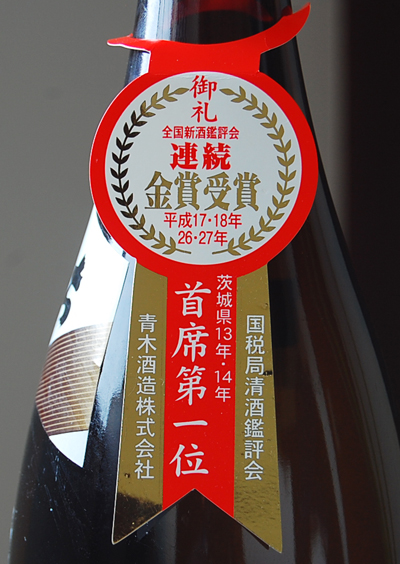 御礼
全国新酒鑑評会
連続
金賞受賞
平成17・18年
26・27年
国税局清酒鑑評会
茨城県13年・14年
首席第一位
青木酒造株式会社